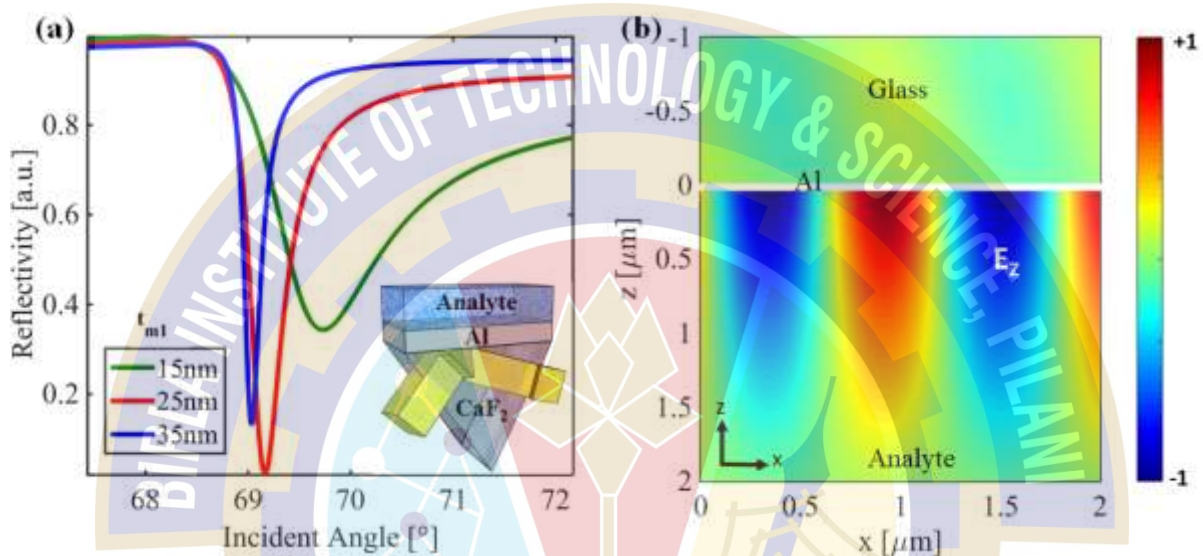 (a)
Reflectivity [a.u.]
0.8
0.6
0.4
0.2
t_m1
15nm
25nm
35nm
Analyte
Al
CaF₂
68 69 70 71 72
Incident Angle [°]
(b)
Glass
Al
E_z
Analyte
z
x
z [μm]
-1
-0.5
0
0.5
1
1.5
2
0 0.5 1 1.5 2
x [μm]
+1
-1
BIRLA INSTITUTE OF TECHNOLOGY & SCIENCE, PILANI